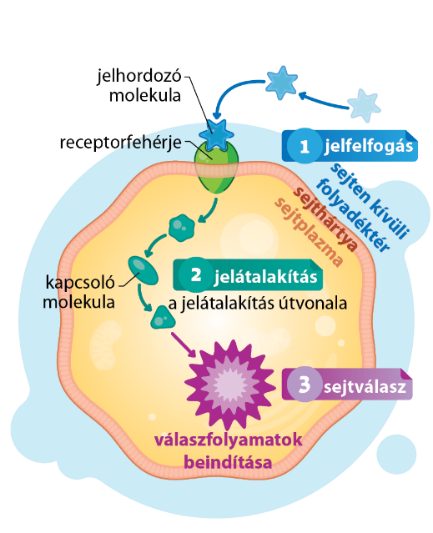 jelhordozó
molekula
receptorfehérje
1 jelfelfogás
sejten kívüli
folyadéktér
sejthártya
sejtplazma
kapcsoló
molekula
2 jelátalakítás
a jelátalakítás útvonala
3 sejtválasz
válaszfolyamatok
beindítása